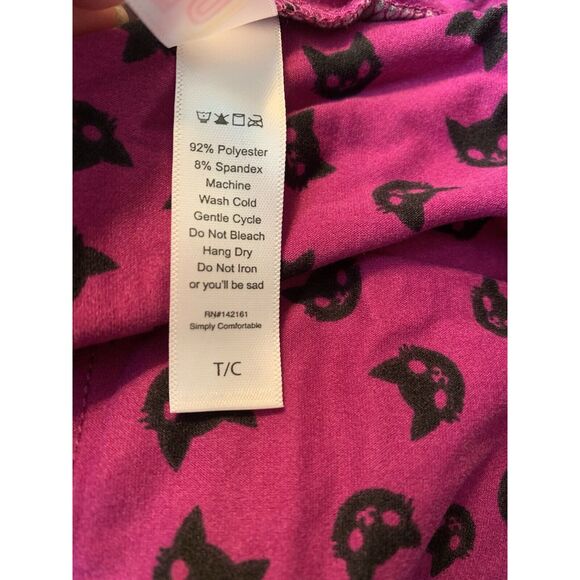 92% Polyester
8% Spandex
Machine
Wash Cold
Gentle Cycle
Do Not Bleach
Hang Dry
Do Not Iron
or you'll be sad
RN#142161
Simply Comfortable
T/C